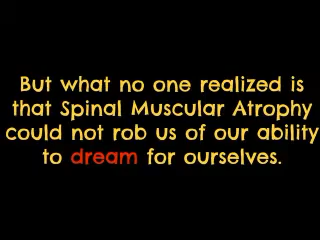 But what no one realized is
that Spinal Muscular Atrophy
could not rob us of our ability
to dream for ourselves.